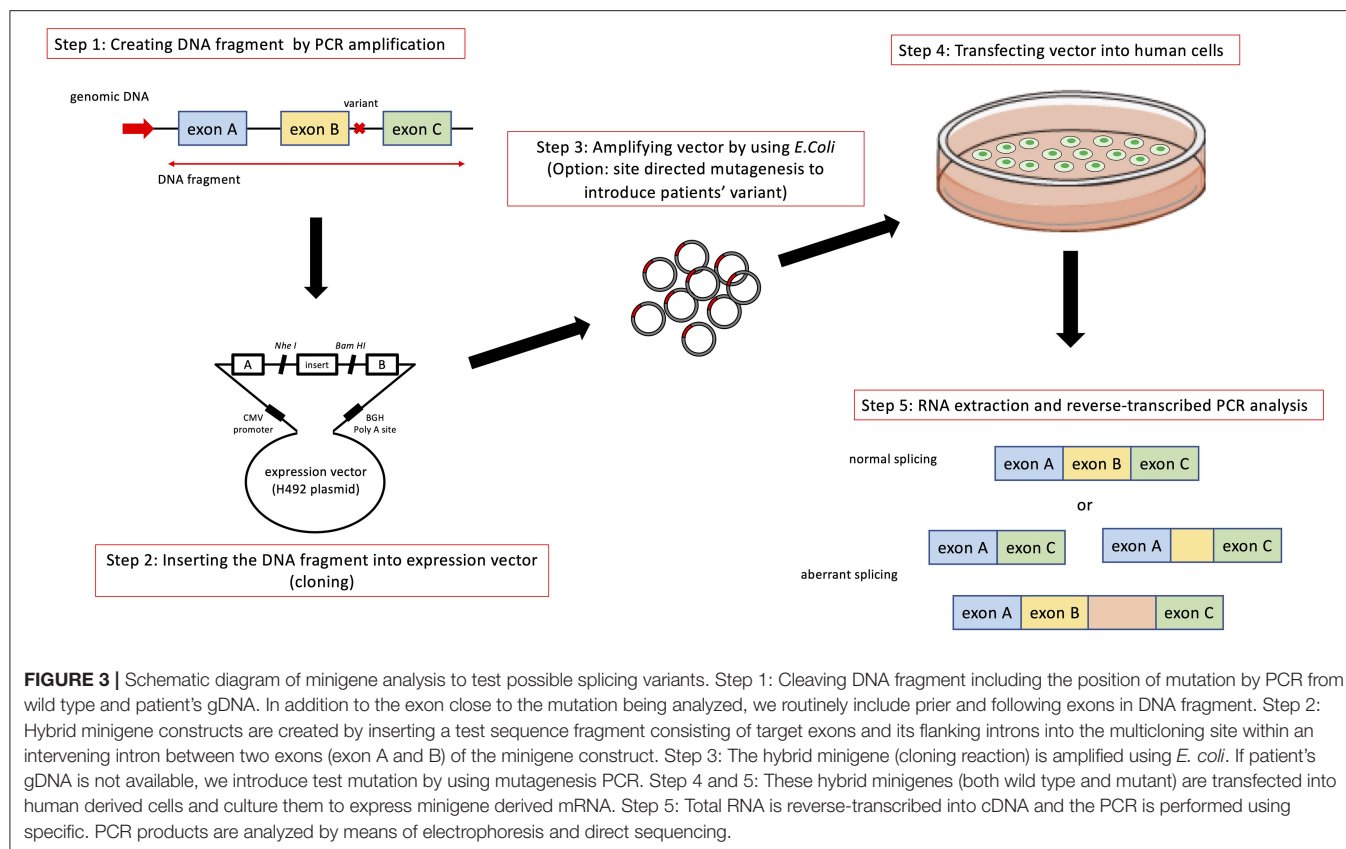 Step 1: Creating DNA fragment by PCR amplification
genomic DNA
variant
exon A
exon B
exon C
DNA fragment
Nhe I
Bam HI
A
insert
B
CMV
promoter
BGH
Poly A site
expression vector
(H492 plasmid)
Step 2: Inserting the DNA fragment into expression vector
(cloning)
Step 3: Amplifying vector by using E.Coli
(Option: site directed mutagenesis to
introduce patients' variant)
Step 4: Transfecting vector into human cells
Step 5: RNA extraction and reverse-transcribed PCR analysis
normal splicing
exon A
exon B
exon C
or
exon A
exon C
exon A
exon C
aberrant splicing
exon A
exon B
exon C
FIGURE 3 | Schematic diagram of minigene analysis to test possible splicing variants. Step 1: Cleaving DNA fragment including the position of mutation by PCR from
wild type and patient's gDNA. In addition to the exon close to the mutation being analyzed, we routinely include prior and following exons in DNA fragment. Step 2:
Hybrid minigene constructs are created by inserting a test sequence fragment consisting of target exons and its flanking introns into the multicloning site within an
intervening intron between two exons (exon A and B) of the minigene construct. Step 3: The hybrid minigene (cloning reaction) is amplified using E. coli. If patient's
gDNA is not available, we introduce test mutation by using mutagenesis PCR. Step 4 and 5: These hybrid minigenes (both wild type and mutant) are transfected into
human derived cells and culture them to express minigene derived mRNA. Step 5: Total RNA is reverse-transcribed into cDNA and the PCR is performed using
specific. PCR products are analyzed by means of electrophoresis and direct sequencing.